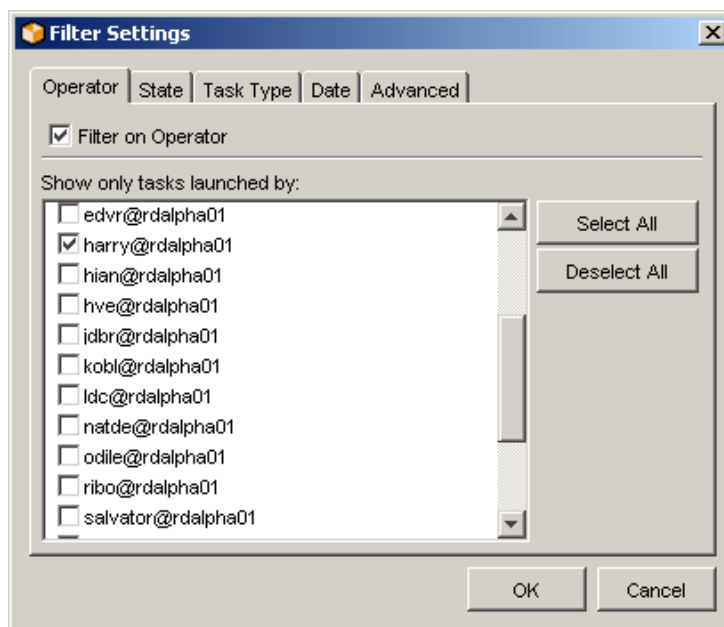 Filter Settings
Operator State Task Type Date Advanced
Filter on Operator
Show only tasks launched by:
edvr@rdalpha01
harry@rdalpha01
hian@rdalpha01
hve@rdalpha01
jdbr@rdalpha01
kobl@rdalpha01
ldc@rdalpha01
natde@rdalpha01
odile@rdalpha01
ribo@rdalpha01
salvator@rdalpha01
Select All
Deselect All
OK Cancel